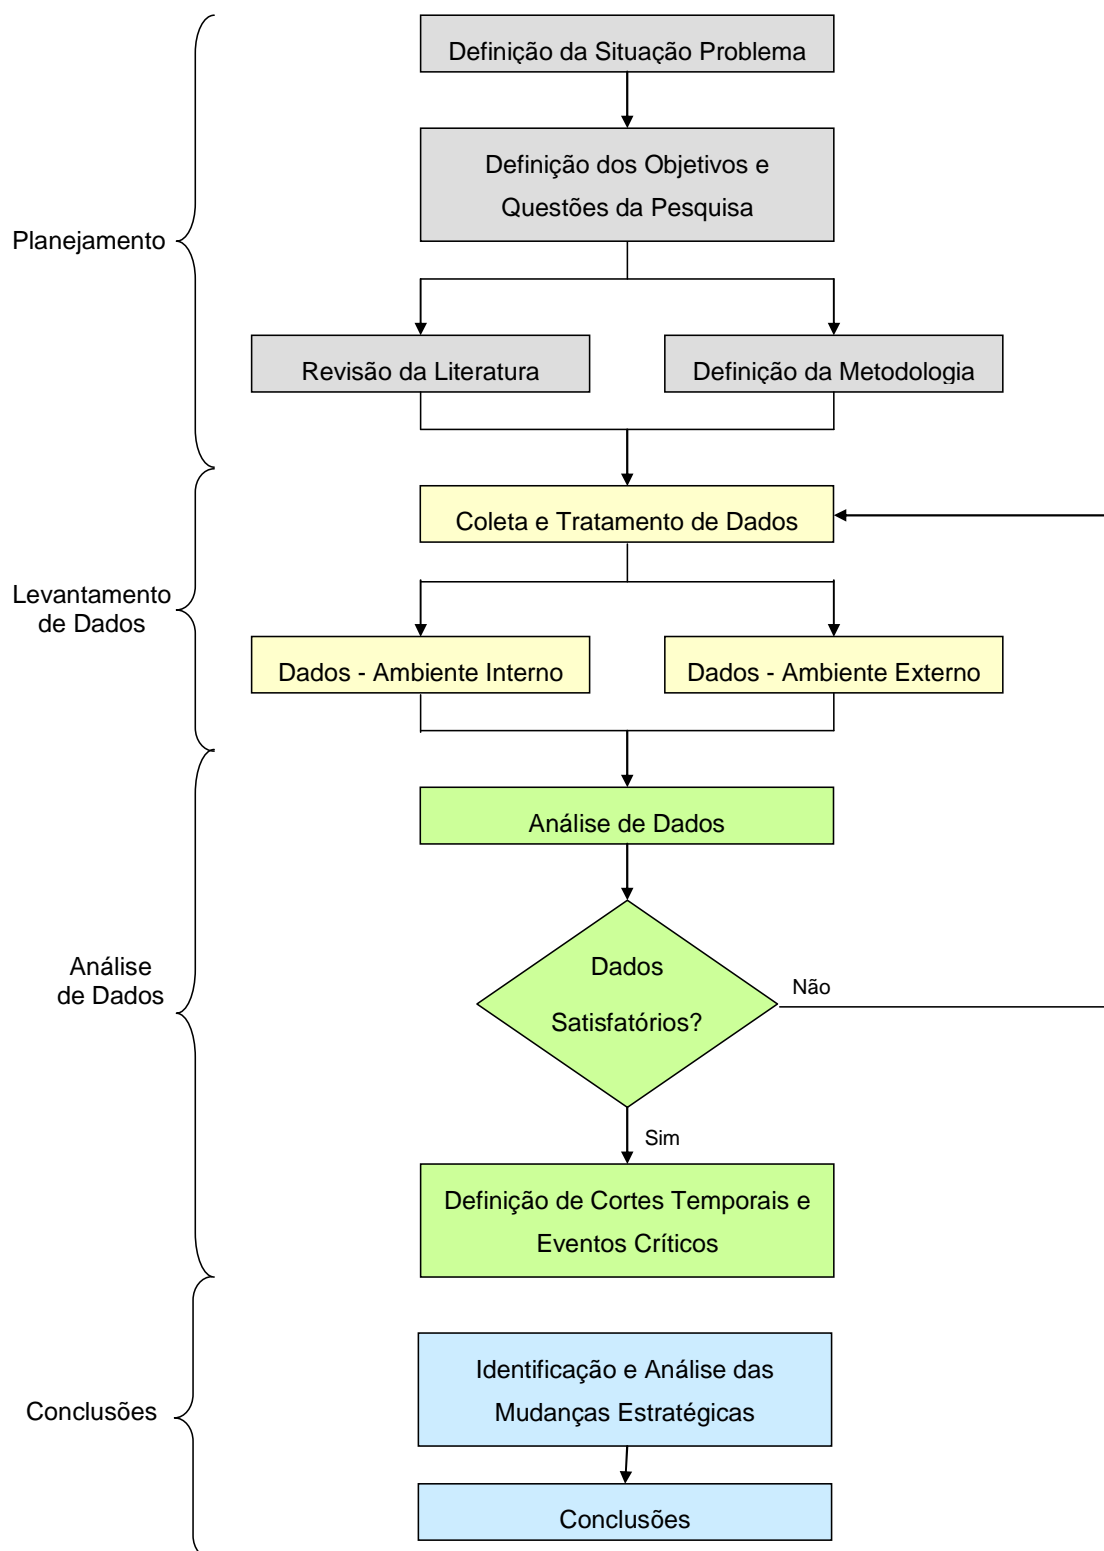 Definição da Situação Problema
Definição dos Objetivos e
Questões da Pesquisa
Planejamento
Revisão da Literatura
Definição da Metodologia
Coleta e Tratamento de Dados
Levantamento
de Dados
Dados - Ambiente Interno
Dados - Ambiente Externo
Análise de Dados
Análise
de Dados
Dados
Satisfatórios?
Não
Sim
Definição de Cortes Temporais e
Eventos Críticos
Identificação e Análise das
Mudanças Estratégicas
Conclusões
Conclusões